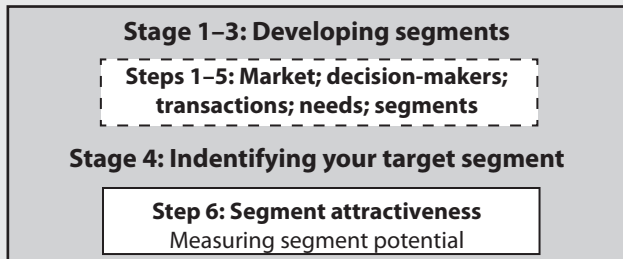 Stage 1–3: Developing segments
Steps 1–5: Market; decision-makers;
transactions; needs; segments
Stage 4: Indentifying your target segment
Step 6: Segment attractiveness
Measuring segment potential